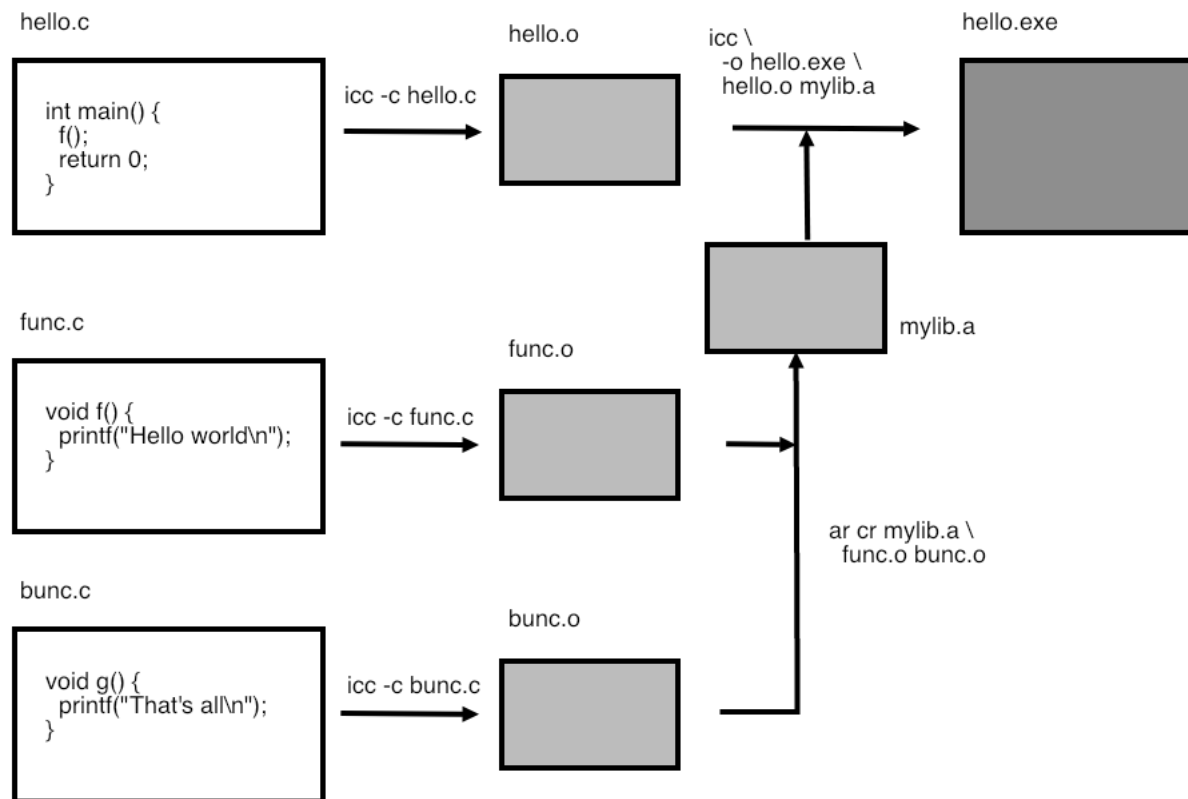 hello.c
int main() {
f();
return 0;
}
icc -c hello.c
hello.o
icc \
-o hello.exe \
hello.o mylib.a
hello.exe
mylib.a
func.c
void f() {
printf("Hello world\n");
}
icc -c func.c
func.o
ar cr mylib.a \
func.o bunc.o
bunc.c
void g() {
printf("That's all\n");
}
icc -c bunc.c
bunc.o